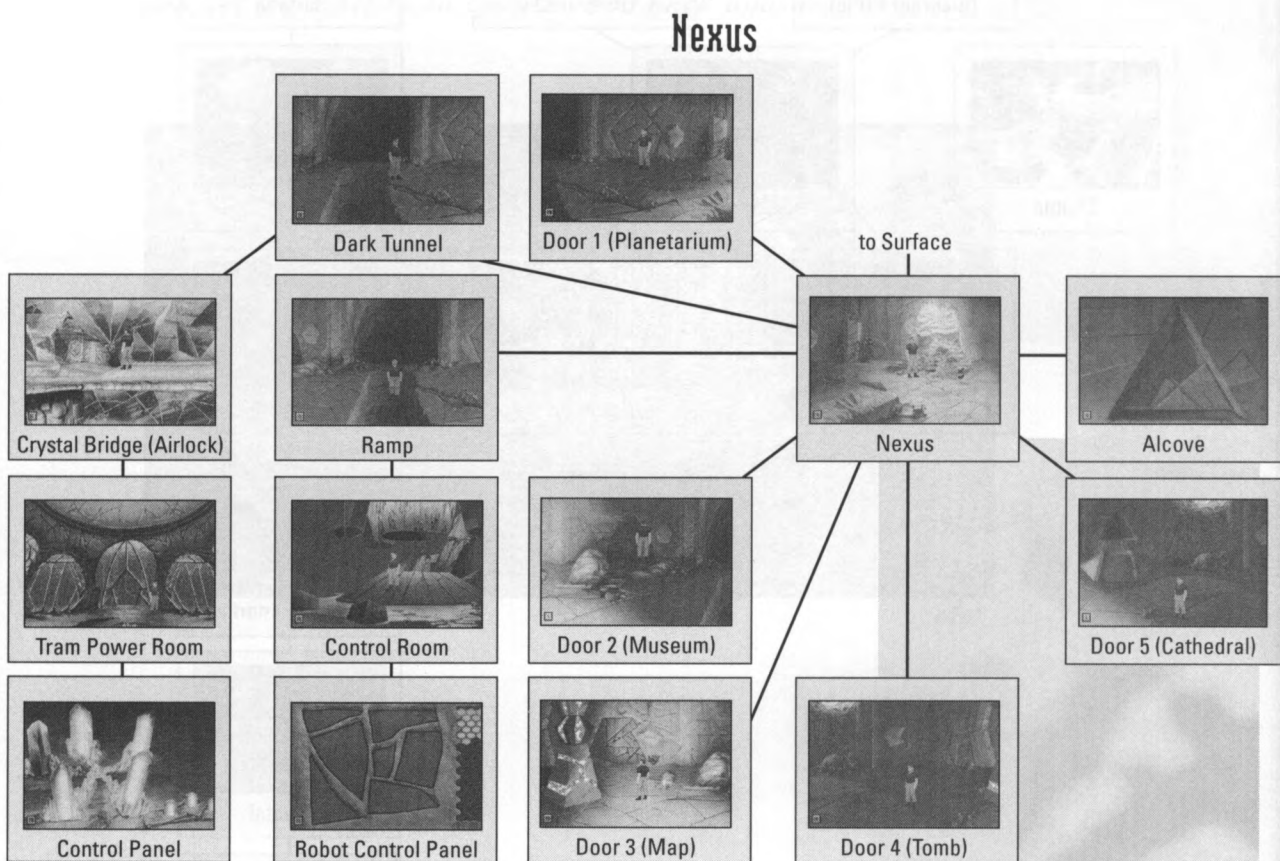 Nexus
Dark Tunnel
Door 1 (Planetarium)
to Surface
Crystal Bridge (Airlock)
Ramp
Nexus
Alcove
Tram Power Room
Control Room
Door 2 (Museum)
Door 5 (Cathedral)
Control Panel
Robot Control Panel
Door 3 (Map)
Door 4 (Tomb)